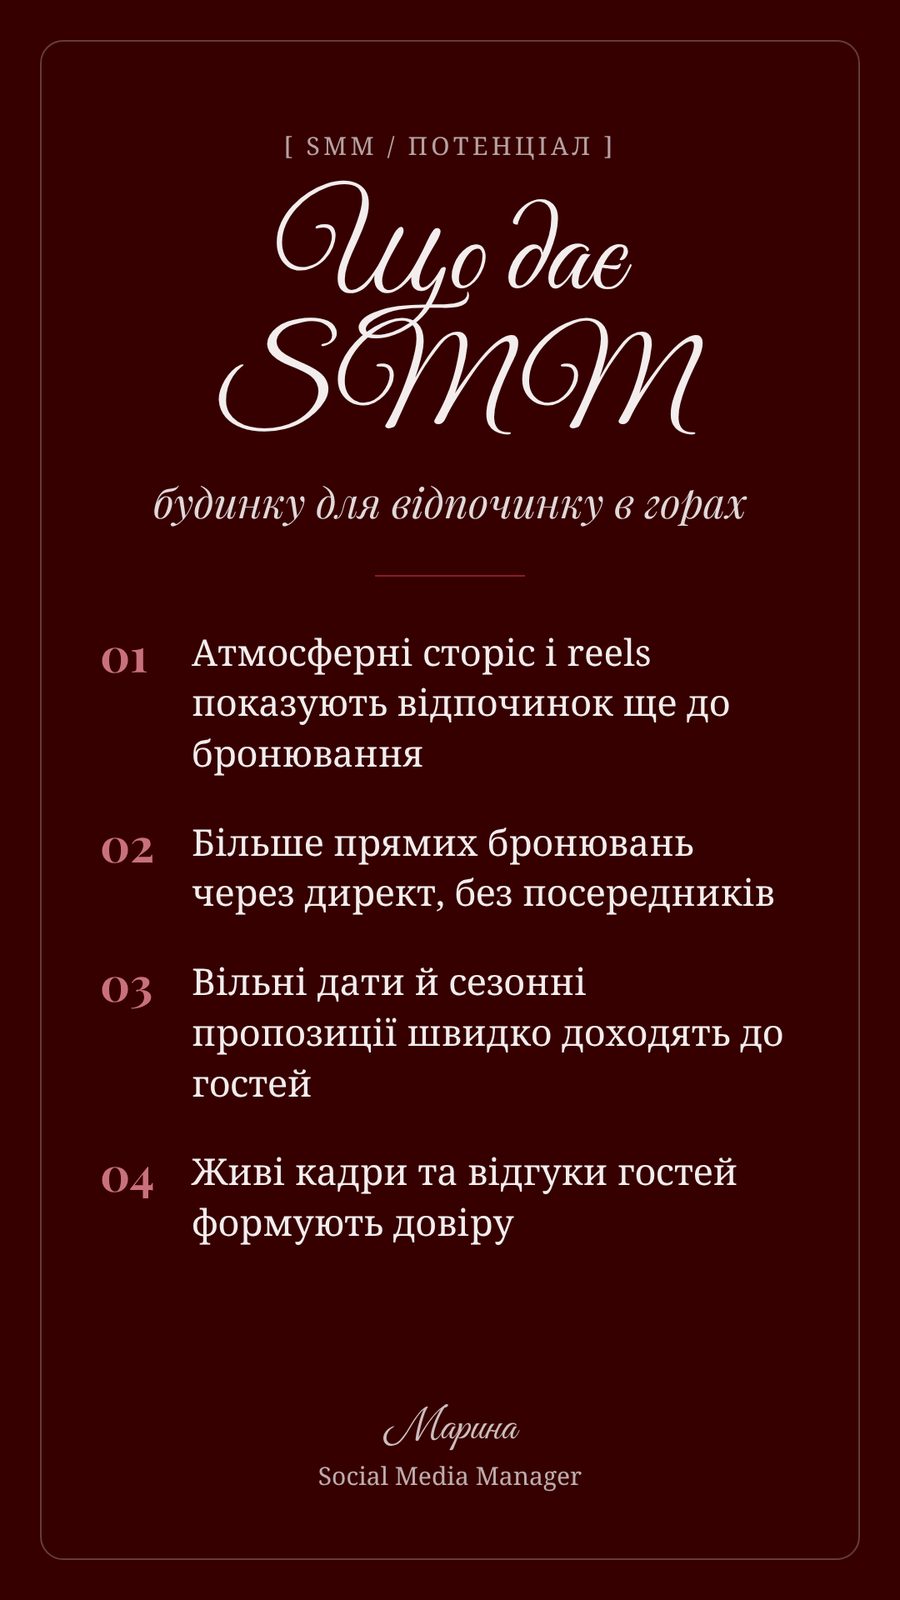 [ SMM / ПОТЕНЦІАЛ ]
Що дає
SMM
будинку для відпочинку в горах
01 Атмосферні сторіс і reels
показують відпочинок ще до
бронювання
02 Більше прямих бронювань
через директ, без посередників
03 Вільні дати й сезонні
пропозиції швидко доходять до
гостей
04 Живі кадри та відгуки гостей
формують довіру
Марина
Social Media Manager